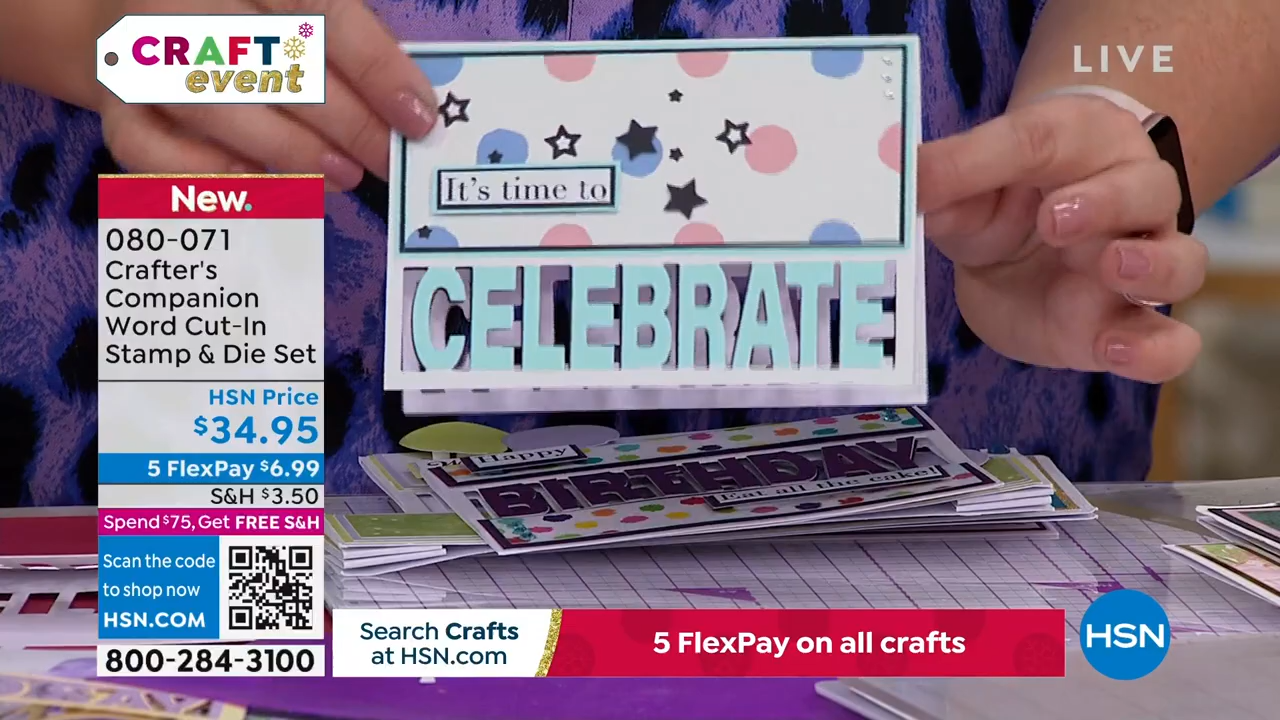 CRAFT
event
LIVE
New.
080-071
Crafter's
Companion
Word Cut-In
Stamp & Die Set
HSN Price
$34.95
5 FlexPay $6.99
S&H $3.50
Spend $75, Get FREE S&H
Scan the code
to shop now
HSN.COM
800-284-3100
It's time to
CELEBRATE
Happy
BIRTHDAY
Eat all the cake!
Search Crafts
at HSN.com
5 FlexPay on all crafts
HSN